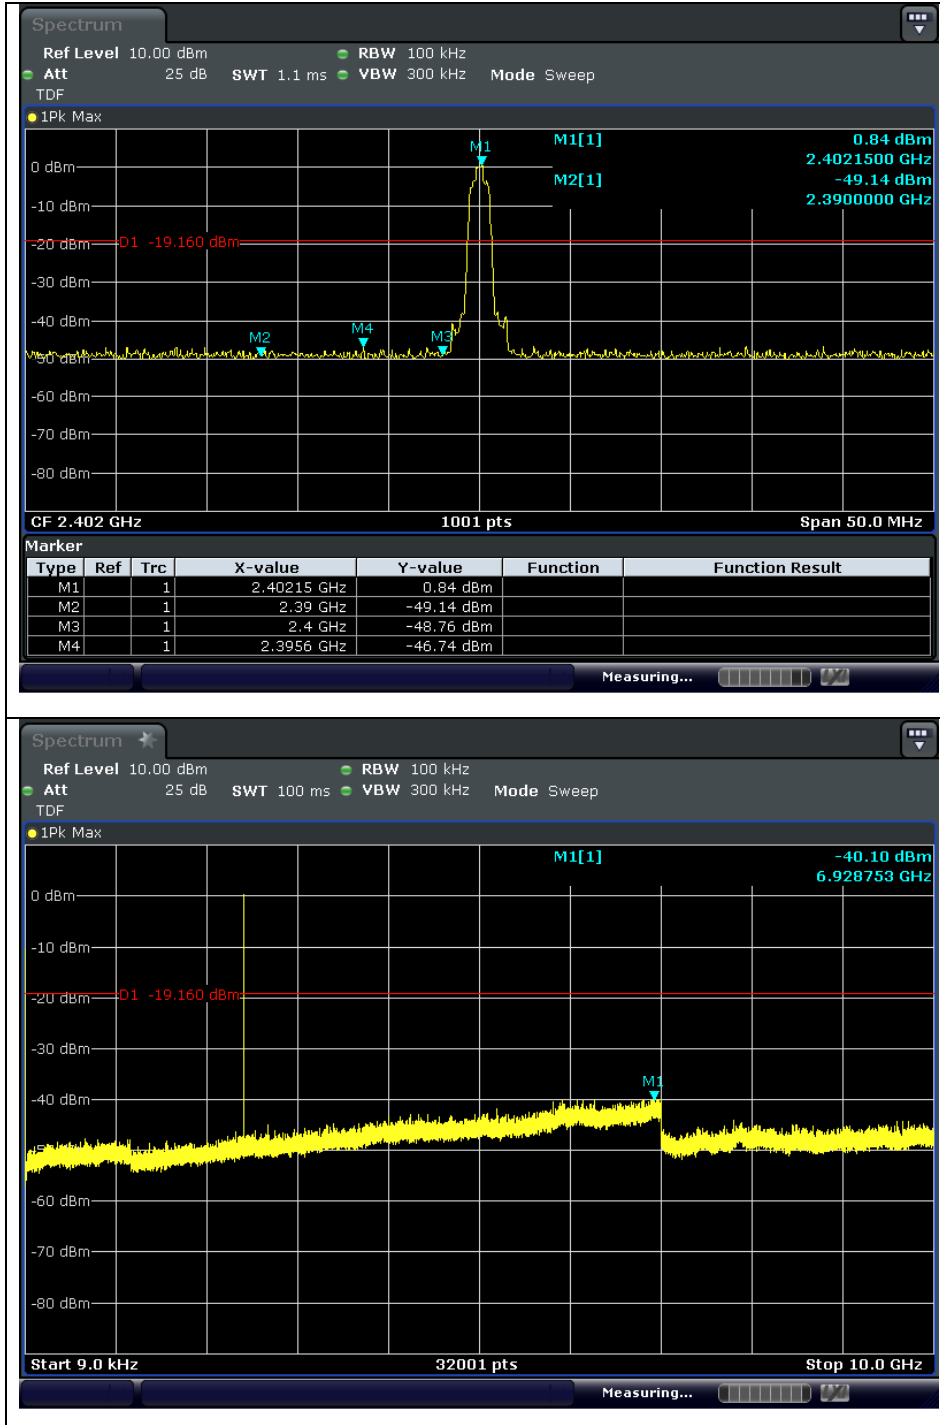 Spectrum
Ref Level 10.00 dBm RBW 100 kHz
Att 25 dB SWT 1.1 ms VBW 300 kHz Mode Sweep
TDF
1Pk Max
M1[1] 0.84 dBm
2.4021500 GHz
M2[1] -49.14 dBm
2.3900000 GHz
M1
0 dBm
-10 dBm
-20 dBm D1 -19.160 dBm
-30 dBm
-40 dBm
M2 M4 M3
-50 dBm
-60 dBm
-70 dBm
-80 dBm
CF 2.402 GHz 1001 pts Span 50.0 MHz
Marker
Type Ref Trc X-value Y-value Function Function Result
M1 1 2.40215 GHz 0.84 dBm
M2 1 2.39 GHz -49.14 dBm
M3 1 2.4 GHz -48.76 dBm
M4 1 2.3956 GHz -46.74 dBm
Measuring...
Spectrum
Ref Level 10.00 dBm RBW 100 kHz
Att 25 dB SWT 100 ms VBW 300 kHz Mode Sweep
TDF
1Pk Max
M1[1] -40.10 dBm
6.928753 GHz
0 dBm
-10 dBm
-20 dBm D1 -19.160 dBm
-30 dBm
M1
-40 dBm
-50 dBm
-60 dBm
-70 dBm
-80 dBm
Start 9.0 kHz 32001 pts Stop 10.0 GHz
Measuring...